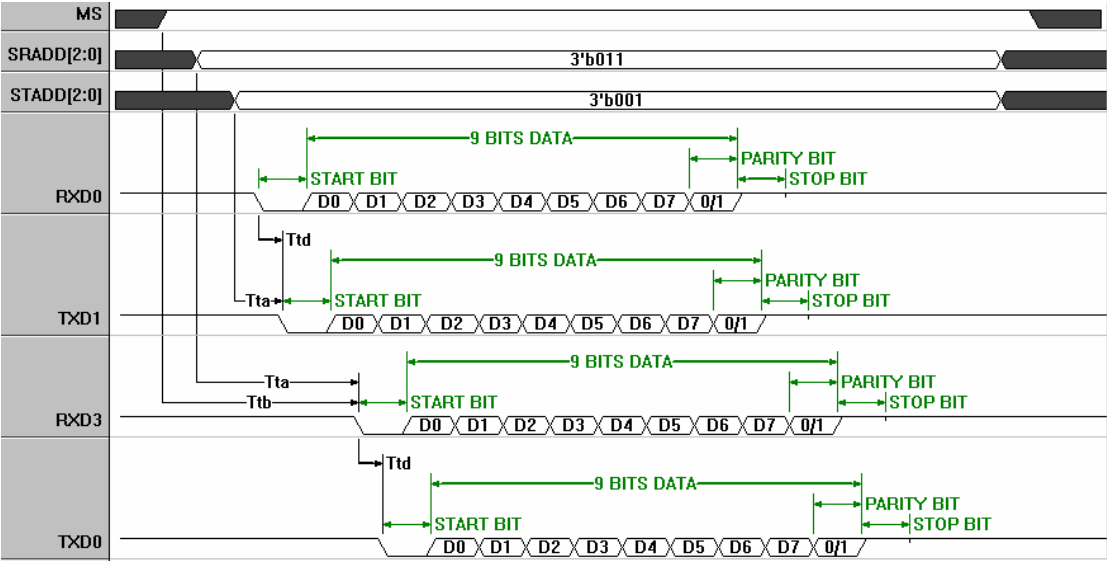 MS
SRADD[2:0] 3'b011
STADD[2:0] 3'b001
9 BITS DATA
PARITY BIT
START BIT STOP BIT
RXD0 D0 D1 D2 D3 D4 D5 D6 D7 0/1
Ttd
9 BITS DATA
PARITY BIT
Tta START BIT STOP BIT
TXD1 D0 D1 D2 D3 D4 D5 D6 D7 0/1
9 BITS DATA
Tta PARITY BIT
Ttb START BIT STOP BIT
RXD3 D0 D1 D2 D3 D4 D5 D6 D7 0/1
Ttd
9 BITS DATA
PARITY BIT
START BIT STOP BIT
TXD0 D0 D1 D2 D3 D4 D5 D6 D7 0/1